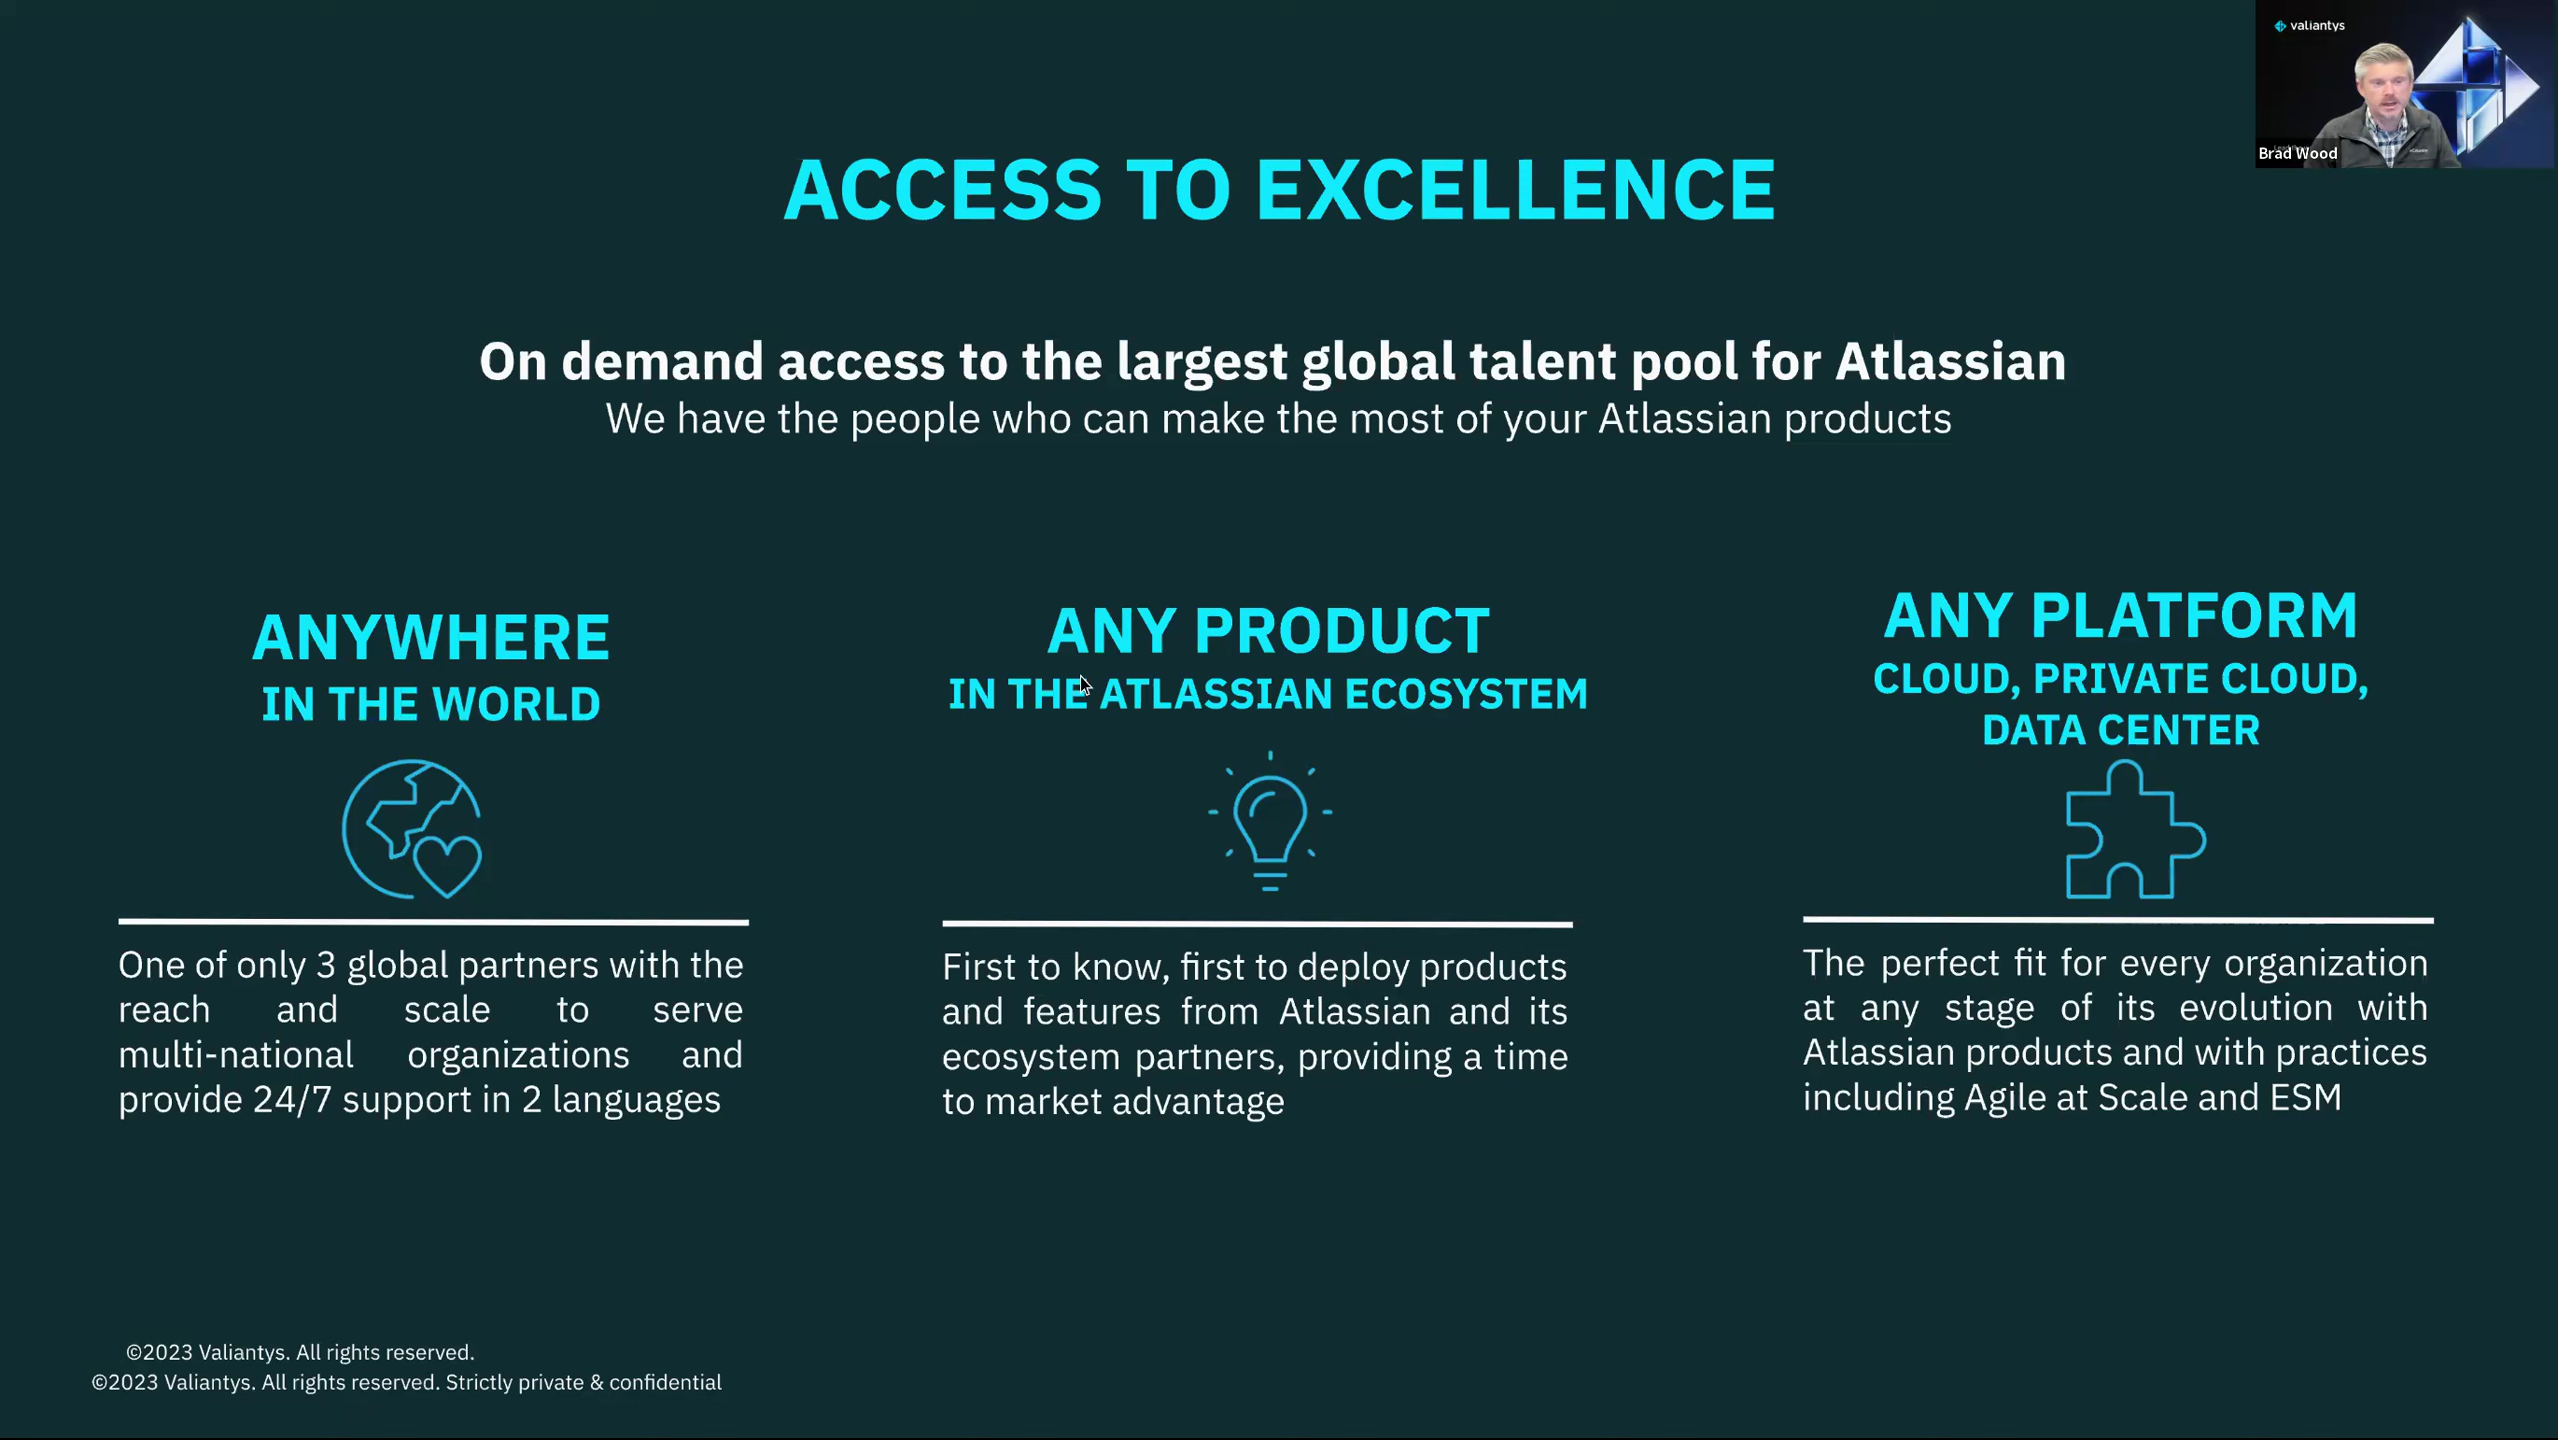 valiantys
Brad Wood
ACCESS TO EXCELLENCE
On demand access to the largest global talent pool for Atlassian
We have the people who can make the most of your Atlassian products
ANYWHERE
IN THE WORLD
One of only 3 global partners with the
reach and scale to serve
multi-national organizations and
provide 24/7 support in 2 languages
ANY PRODUCT
IN THE ATLASSIAN ECOSYSTEM
First to know, first to deploy products
and features from Atlassian and its
ecosystem partners, providing a time
to market advantage
ANY PLATFORM
CLOUD, PRIVATE CLOUD,
DATA CENTER
The perfect fit for every organization
at any stage of its evolution with
Atlassian products and with practices
including Agile at Scale and ESM
©2023 Valiantys. All rights reserved.
©2023 Valiantys. All rights reserved. Strictly private & confidential